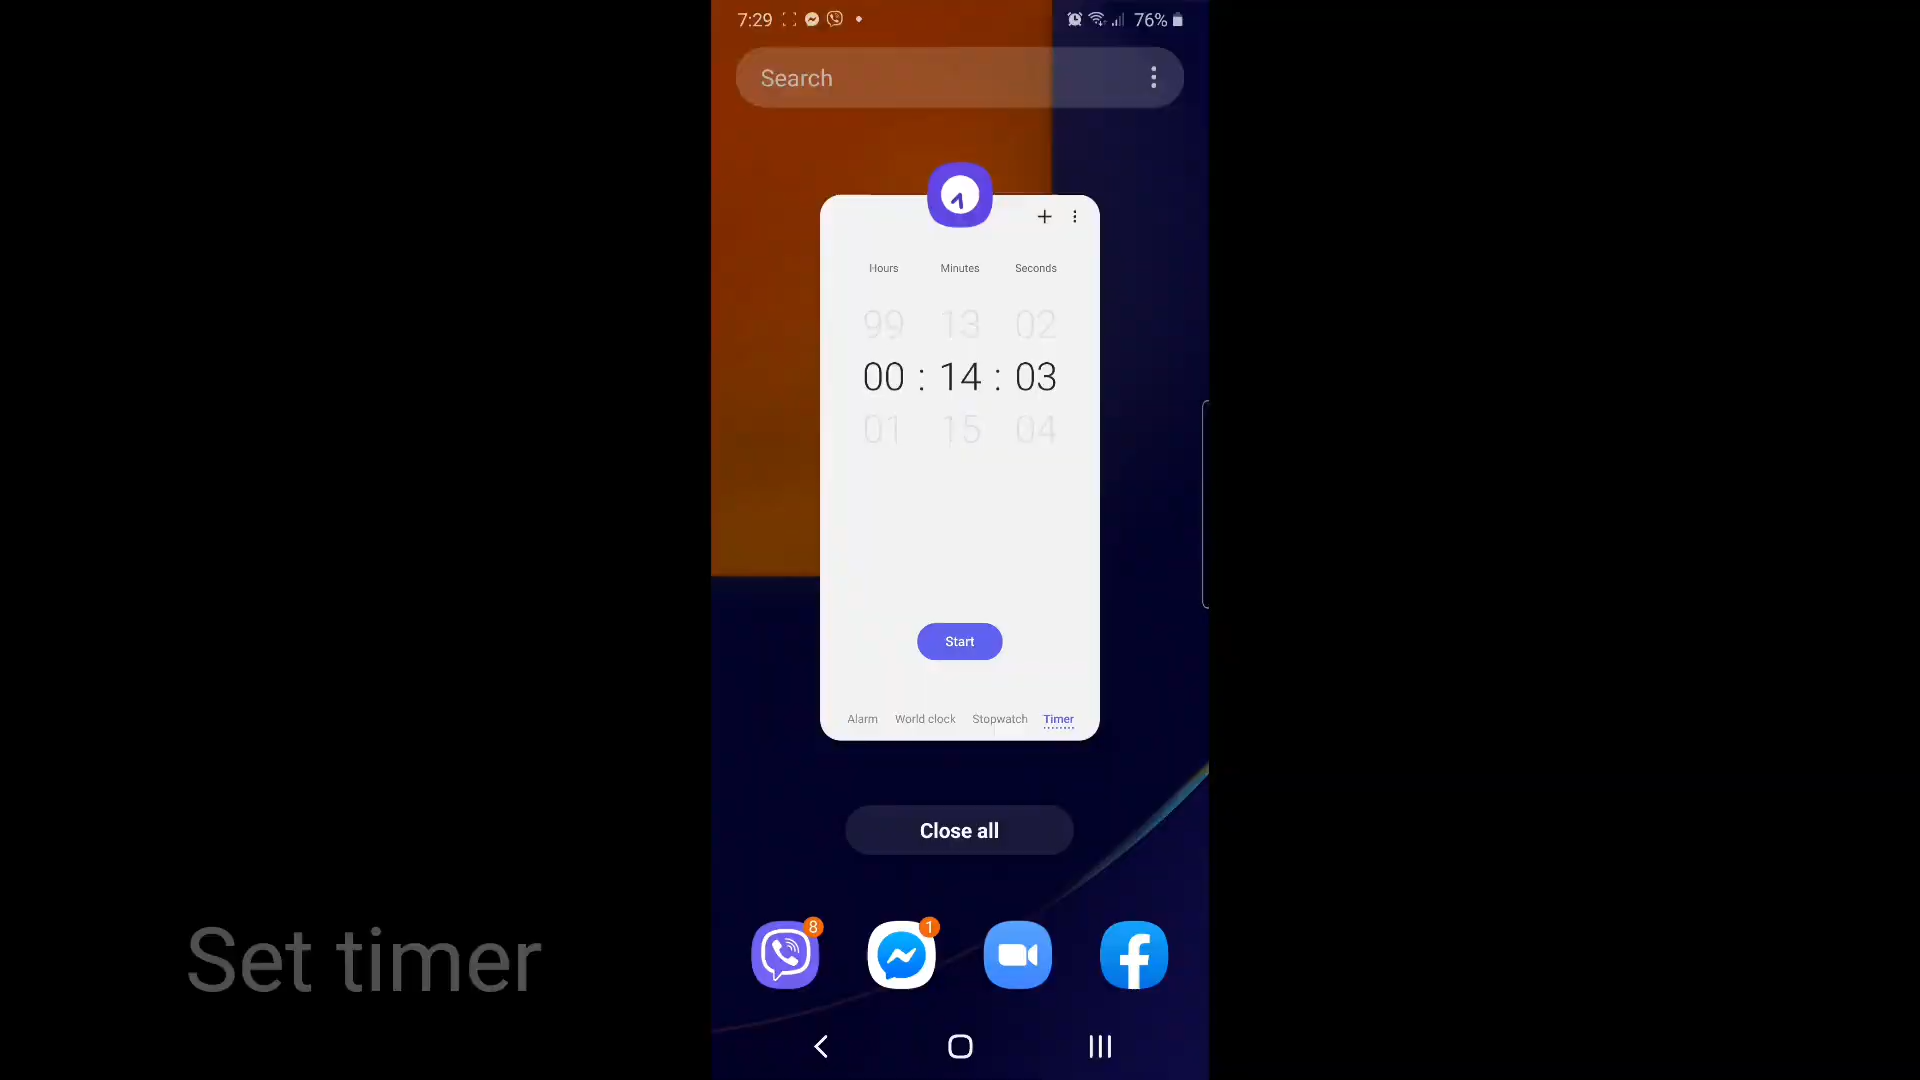 7:29 76%
Search
Hours Minutes Seconds
99 13 02
00 : 14 : 03
01 15 04
Start
Alarm World clock Stopwatch Timer
Close all
8 1
Set timer